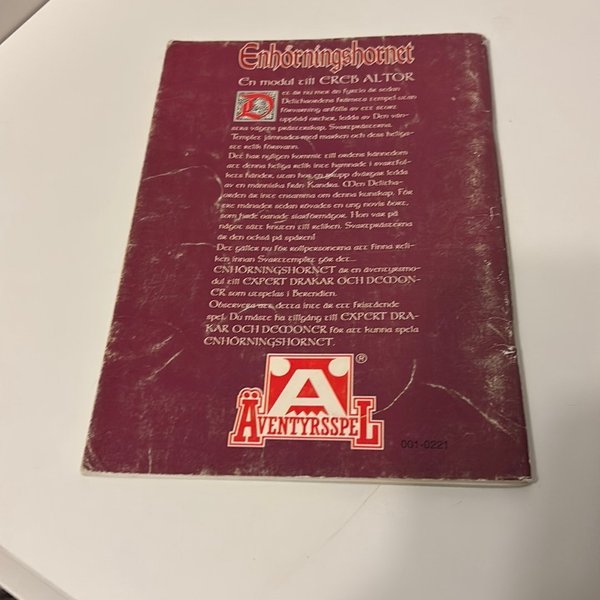 Enhörningshornet
En modul till EREB ALTOR
Det är nu mer än fyrtio år sedan
Delichaordens främsta tempel utan
förvarning anfalls av ett stort
uppbåd orcher, ledda av Den vän-
stra vägens prästerskap, Svartprästerna.
Templet jämnades med marken och dess helig-
ste relik försvann.
Det har nyligen kommit till ordens kännedom
att denna heliga relik inte hamnade i svartfol-
kets händer, utan hos en grupp dvärgar ledda
av en människa från Kandra. Men Delicha-
orden är inte ensamma om denna kunskap. För
tre månader sedan rövades en ung novis bort,
som hade oanade siarförmågor. Hon var på
något sätt knuten till reliken. Svartprästerna
är den också på spåren!
Det gäller nu för rollpersonerna att finna reli-
ken innan Svarttemplet gör det...
ENHÖRNINGSHORNET är en äventyrsmo-
dul till EXPERT DRAKAR OCH DEMON-
ER som utspelas i Berendien.
Observera att detta inte är ett fristående
spel. Du måste ha tillgång till EXPERT DRA-
KAR OCH DEMONER för att kunna spela
ENHÖRNINGSHORNET.
Ä ®
ÄVENTYRSSPEL
001-0221